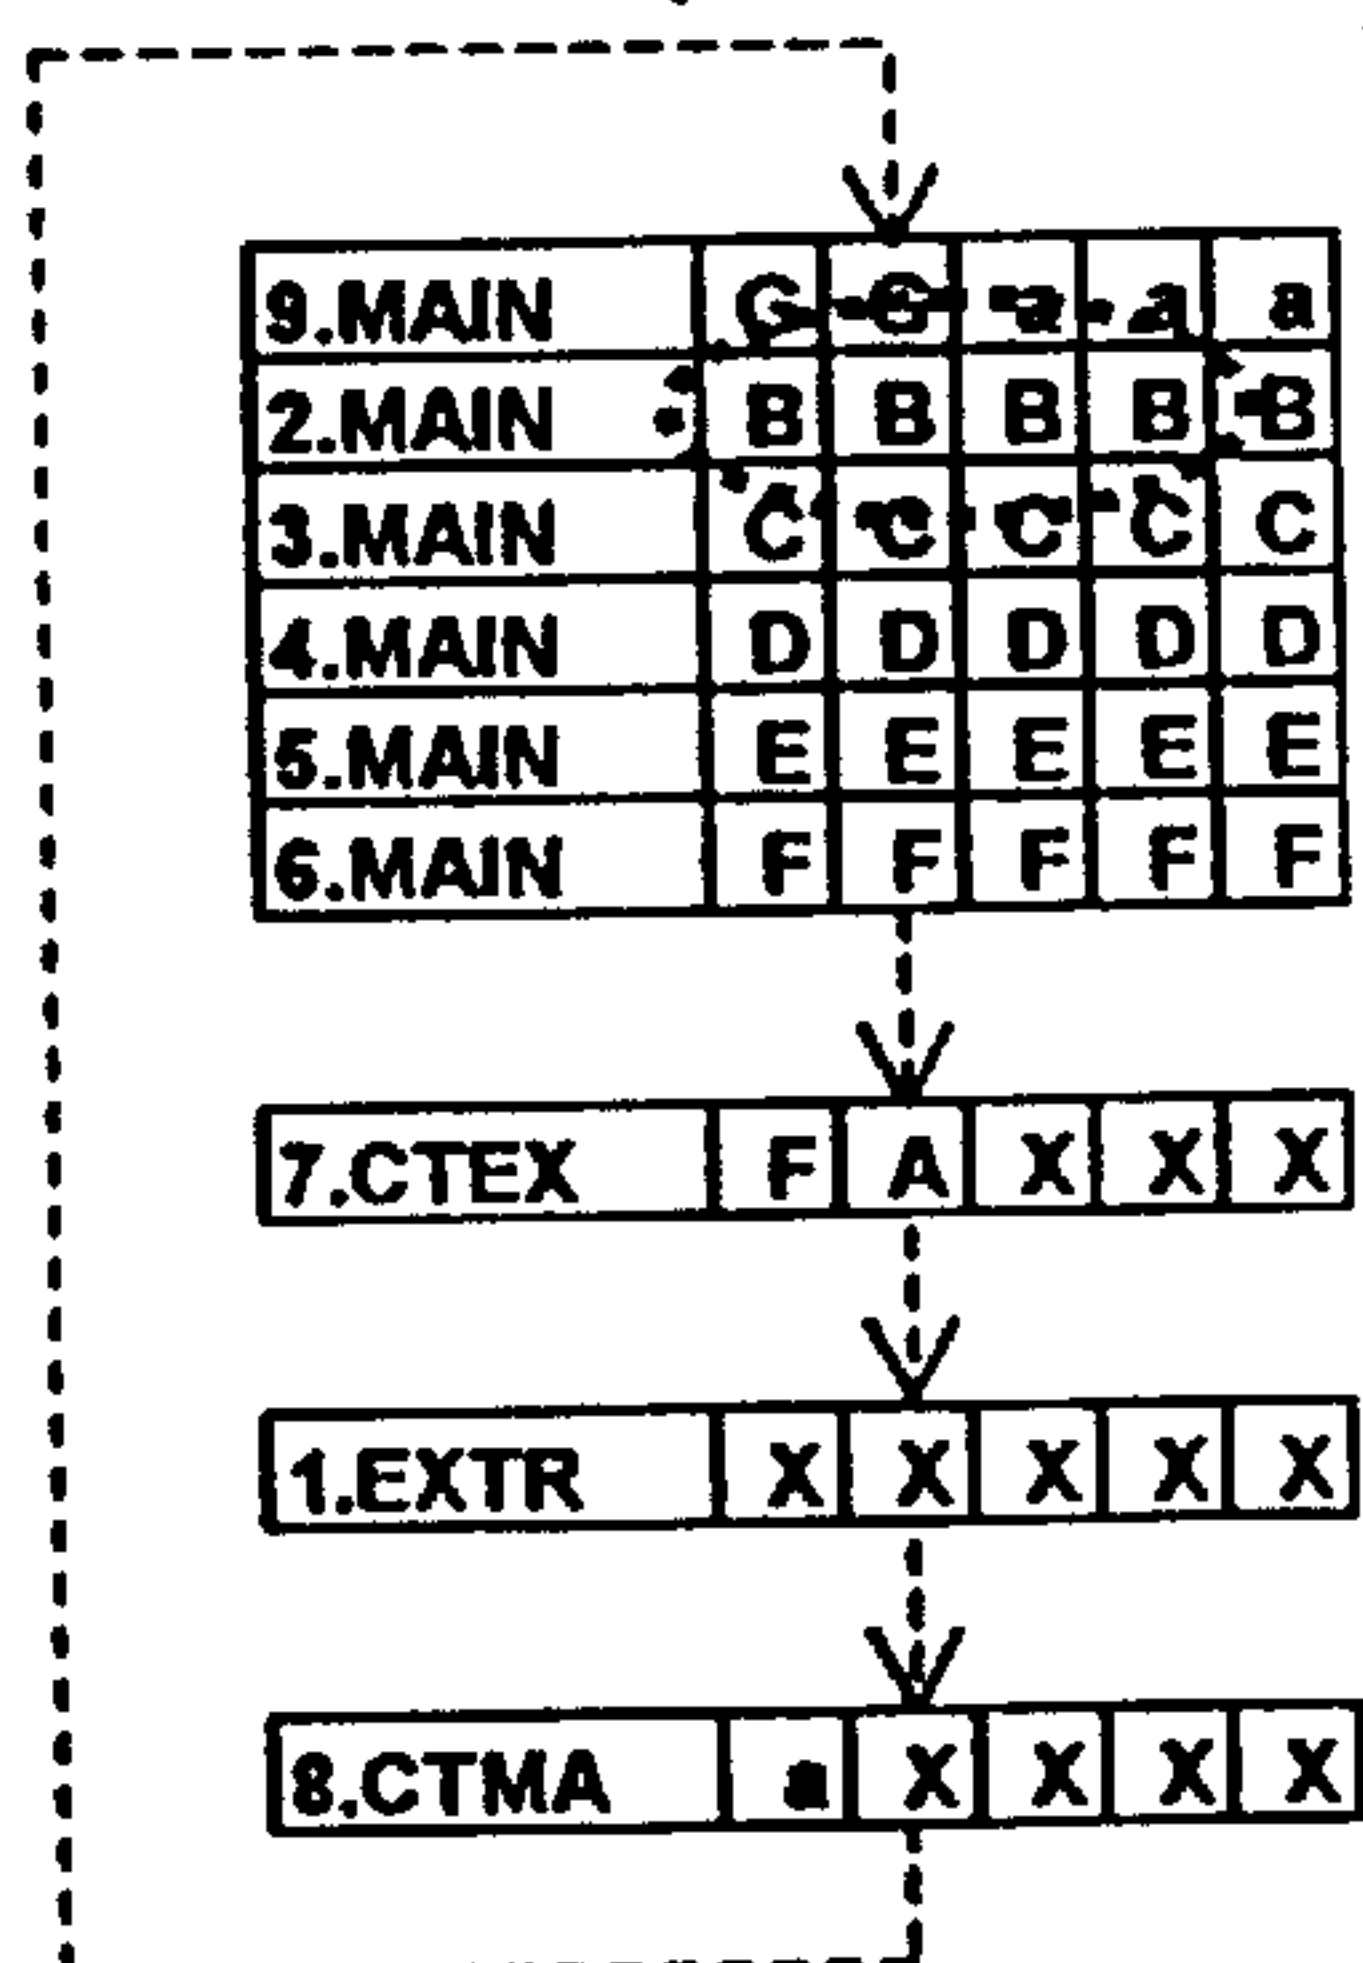 9.MAIN G G a a a
2.MAIN B B B B B
3.MAIN C C C C C
4.MAIN D D D D D
5.MAIN E E E E E
6.MAIN F F F F F
7.CTEX F A X X X
1.EXTR X X X X X
8.CTMA a X X X X